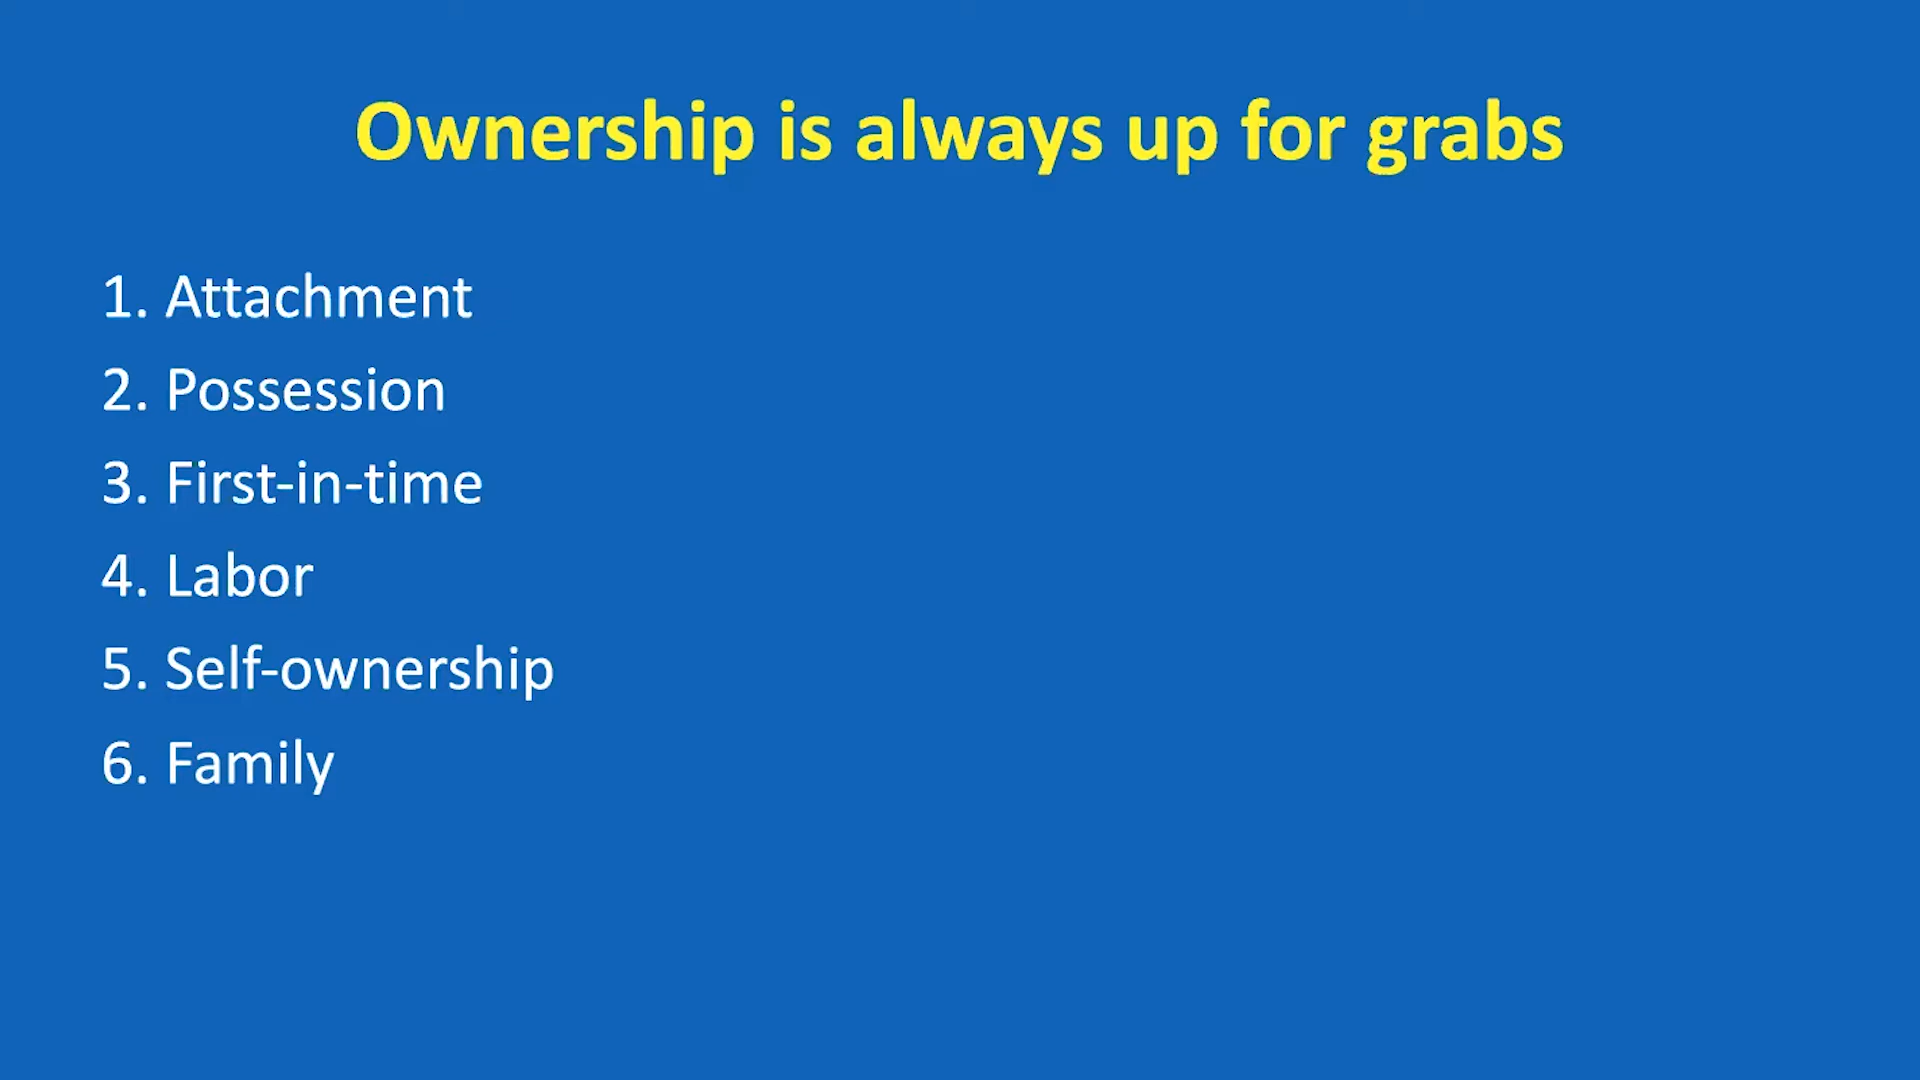 Ownership is always up for grabs
1. Attachment
2. Possession
3. First-in-time
4. Labor
5. Self-ownership
6. Family